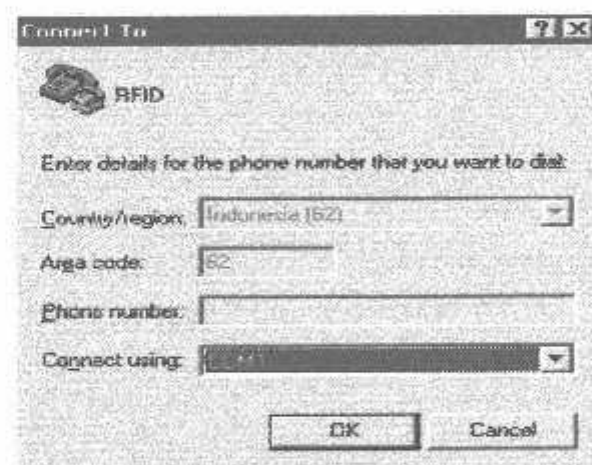 Connect To
RFID
Enter details for the phone number that you want to dial:
Country/region: Indonesia (62)
Area code: 62
Phone number:
Connect using:
OK Cancel